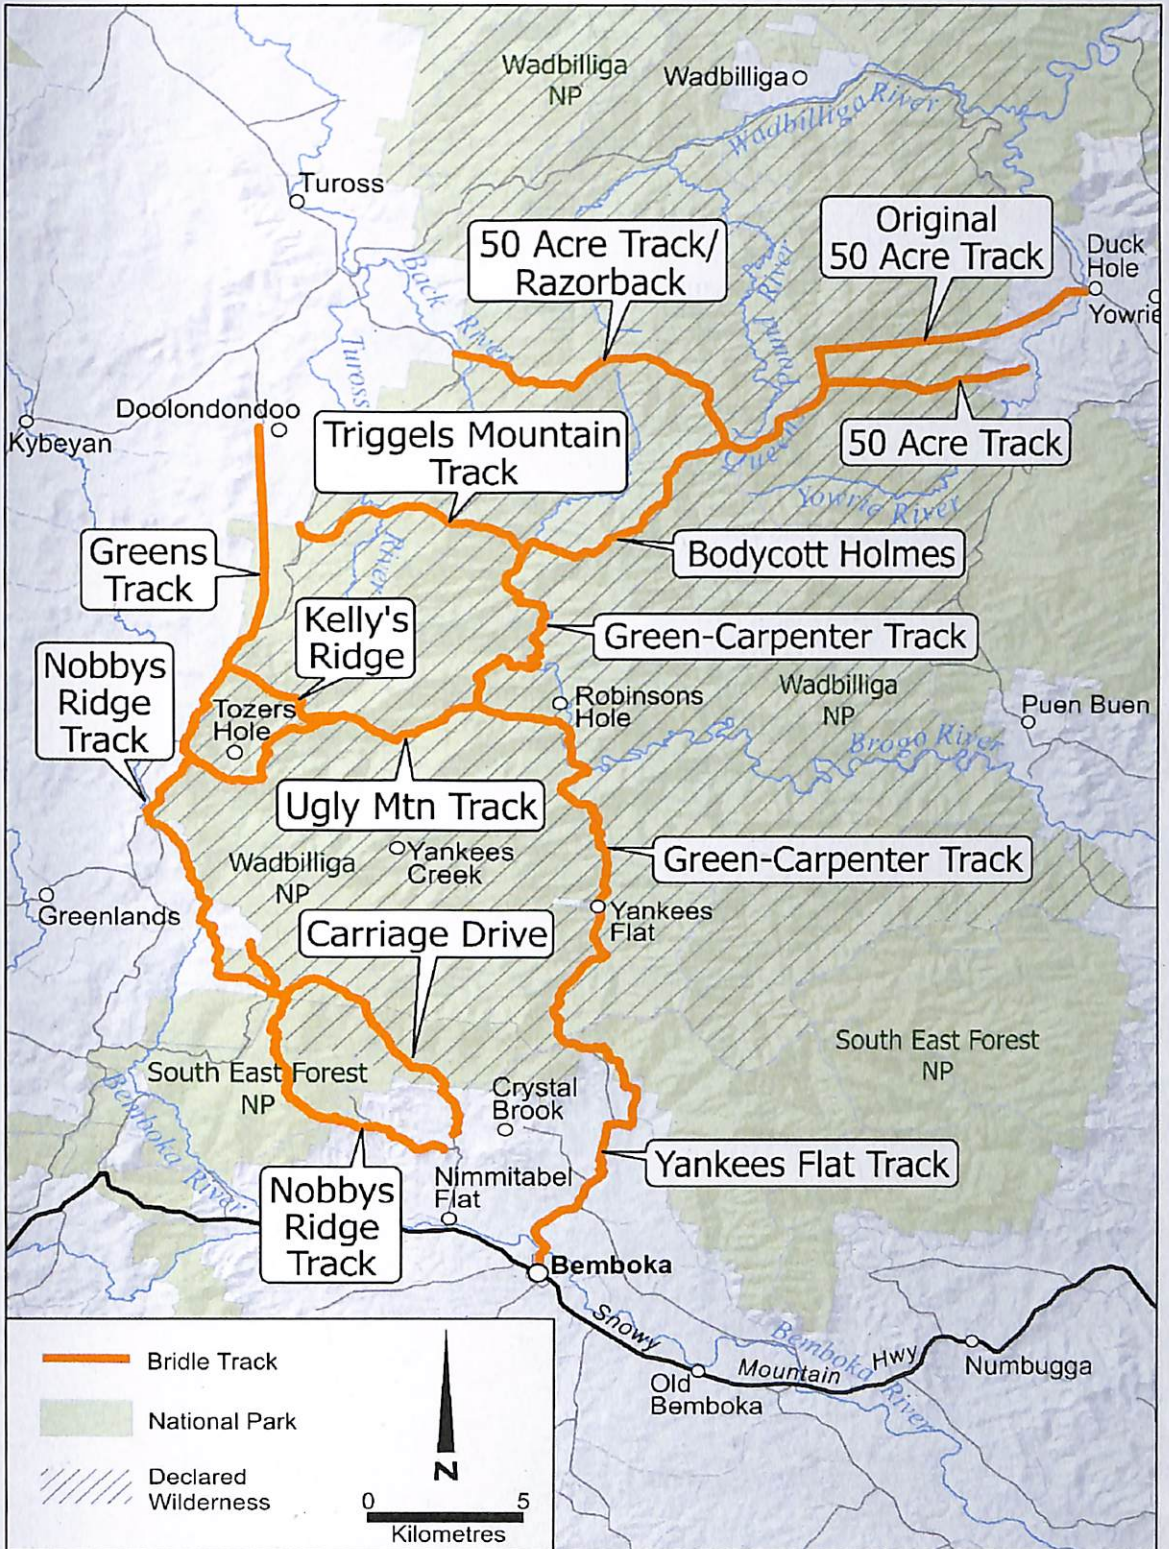 Wadbilliga
NP
Wadbilliga
Wadbilliga River
Tuross
50 Acre Track/
Razorback
Original
50 Acre Track
Duck
Hole
Yowrie
Back River
River
Tuross
Doolondondoo
Kybeyan
Triggels Mountain
Track
50 Acre Track
Yowrie River
Greens
Track
River
Bodycott Holmes
Kelly's
Ridge
Green-Carpenter Track
Nobbys
Ridge
Track
Tozers
Hole
Robinsons
Hole
Wadbilliga
NP
Puen Buen
Brogo River
Ugly Mtn Track
Wadbilliga
NP
Yankees
Creek
Green-Carpenter Track
Greenlands
Carriage Drive
Yankees
Flat
South East Forest
NP
South East Forest
NP
Bemboka River
Crystal
Brook
Yankees Flat Track
Nobbys
Ridge
Track
Nimmitabel
Flat
Bemboka
Snowy Mountain Hwy
Bemboka River
Numbugga
Old
Bemboka
Bridle Track
National Park
Declared
Wilderness
N
0 5
Kilometres